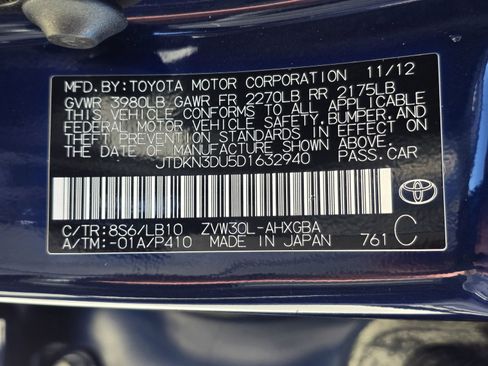 MFD. BY: TOYOTA MOTOR CORPORATION 11/12
GVWR 3980LB GAWR FR 2270LB RR 2175LB
THIS VEHICLE CONFORMS TO ALL APPLICABLE
FEDERAL MOTOR VEHICLE SAFETY, BUMPER, AND
THEFT PREVENTION STANDARDS IN EFFECT ON
THE DATE OF MANUFACTURE SHOWN ABOVE.
JTDKN3DU5D1632940 PASS. CAR
C/TR: 8S6/LB10 ZVW30L-AHXGBA
A/TM: -01A/P410 MADE IN JAPAN 761 C